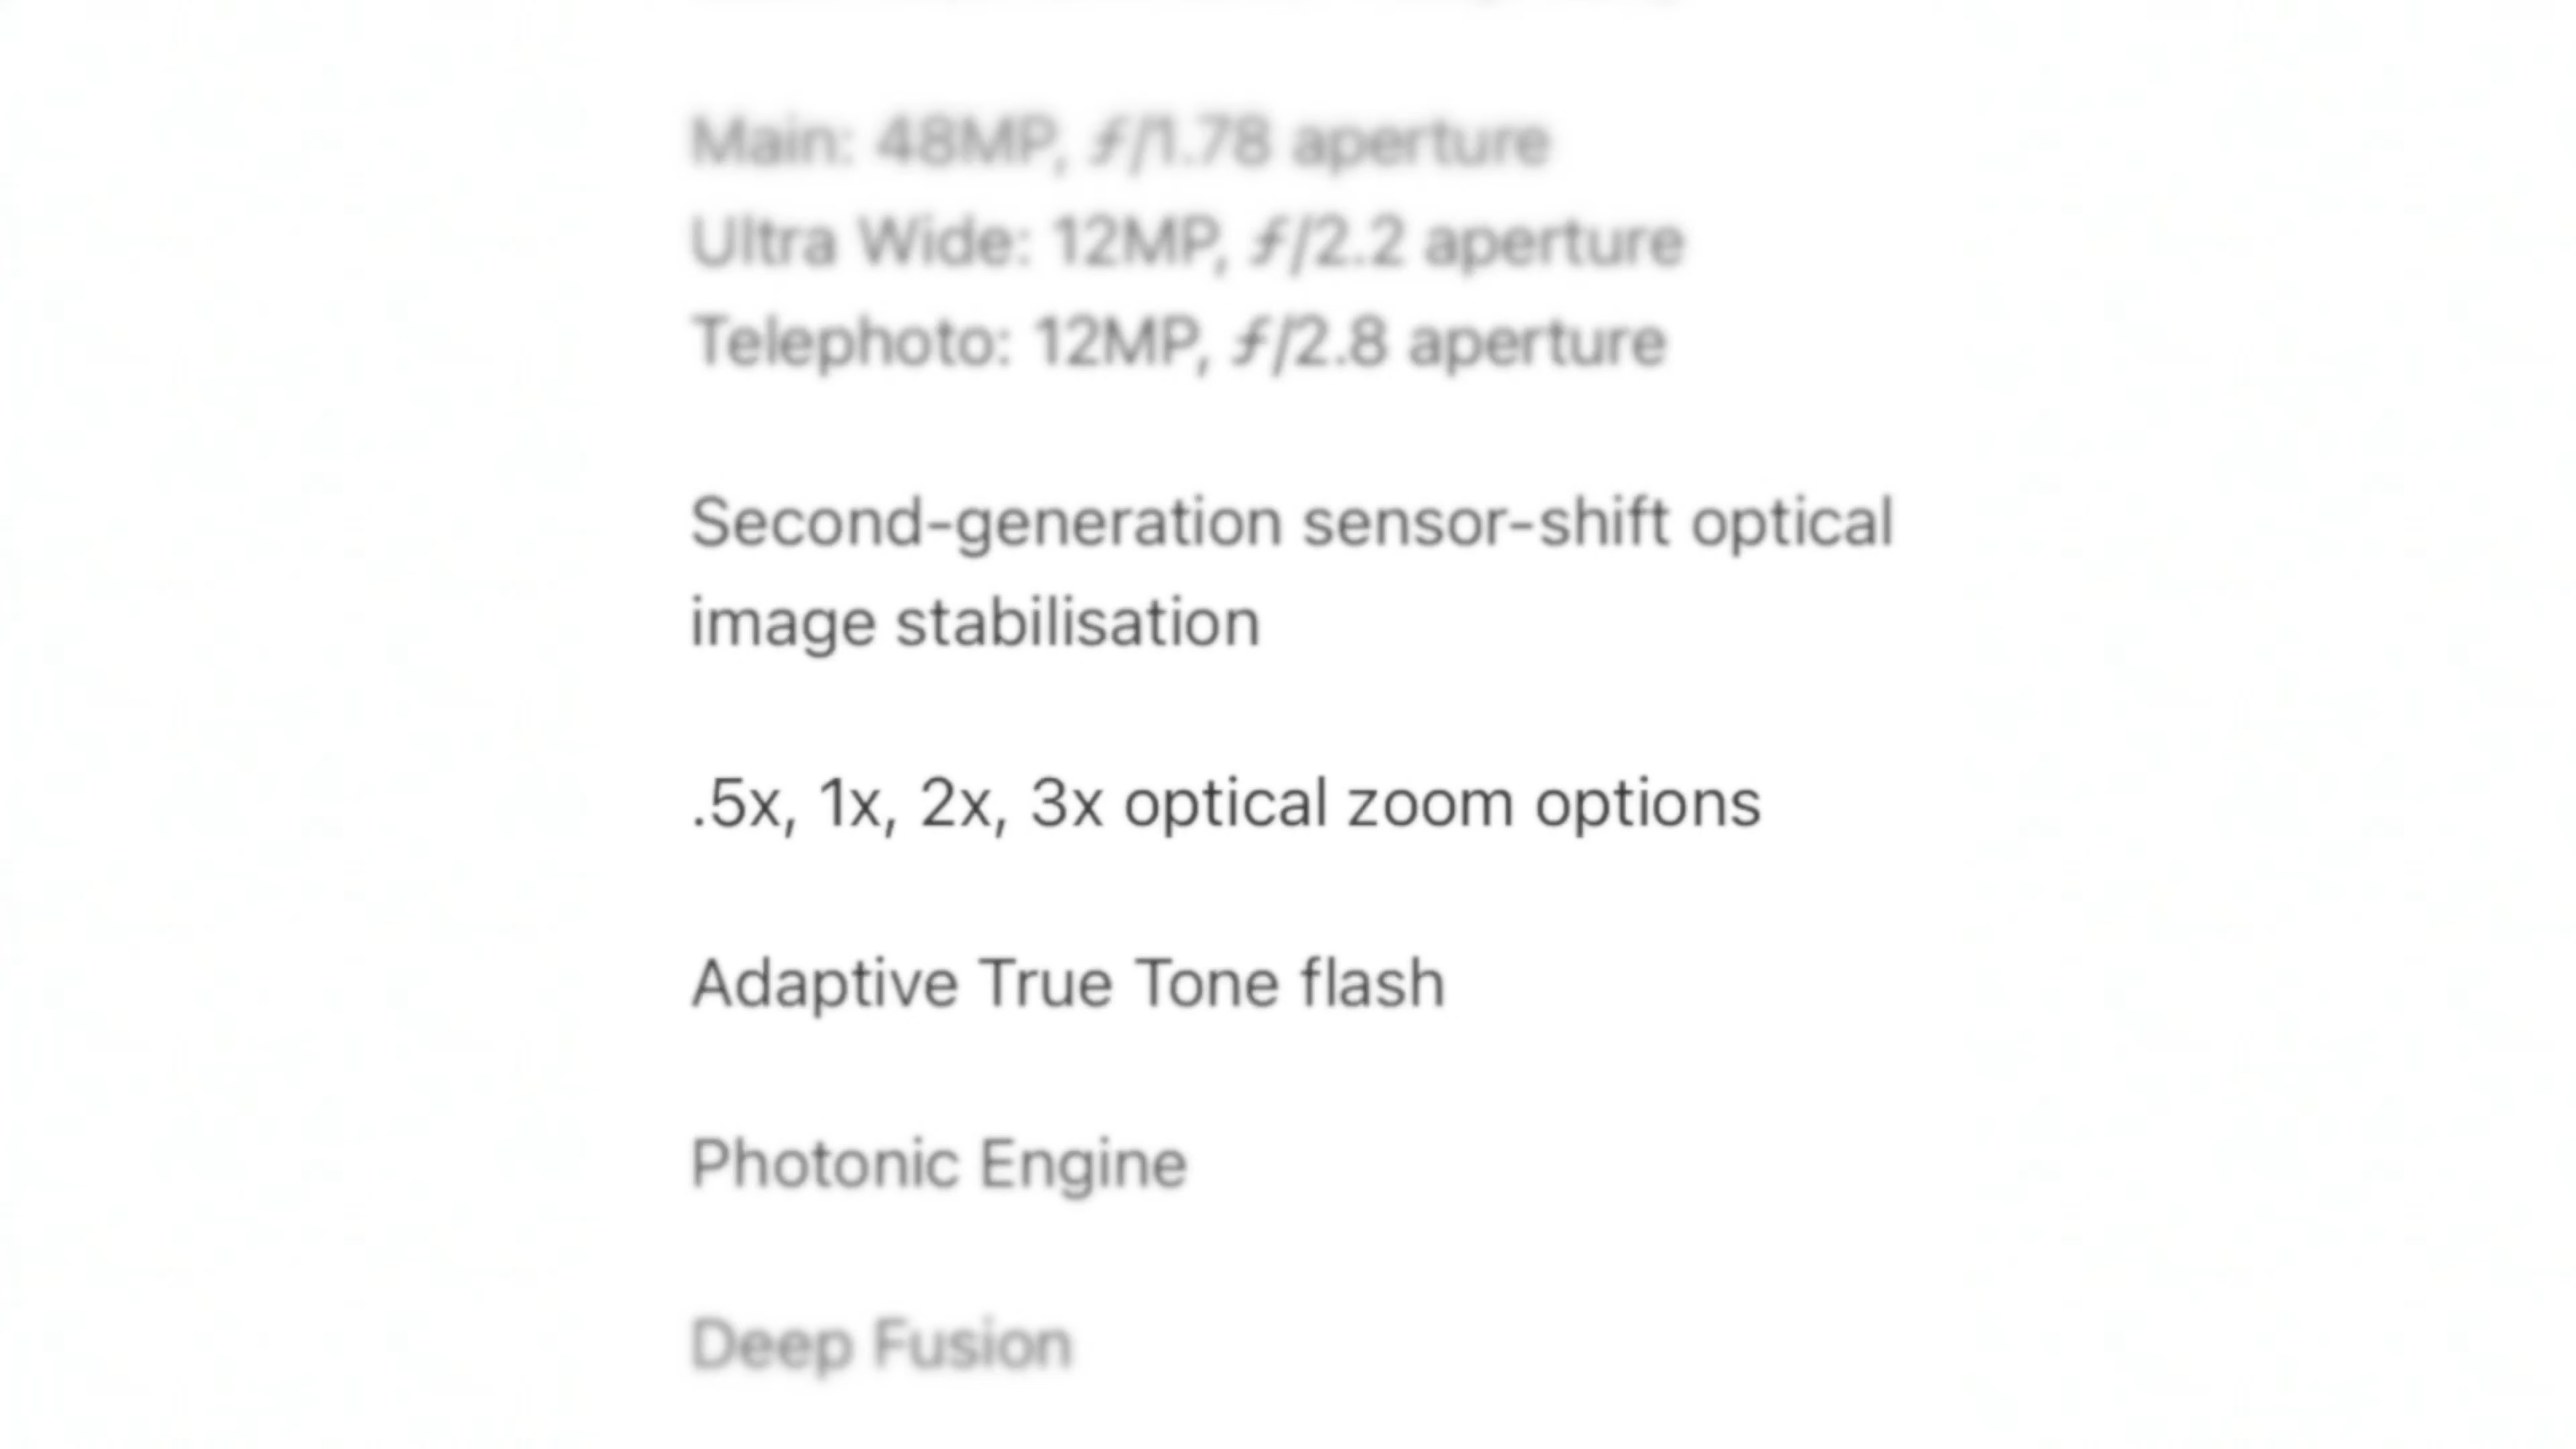 Main: 48MP, ƒ/1.78 aperture
Ultra Wide: 12MP, ƒ/2.2 aperture
Telephoto: 12MP, ƒ/2.8 aperture
Second-generation sensor-shift optical
image stabilisation
.5x, 1x, 2x, 3x optical zoom options
Adaptive True Tone flash
Photonic Engine
Deep Fusion